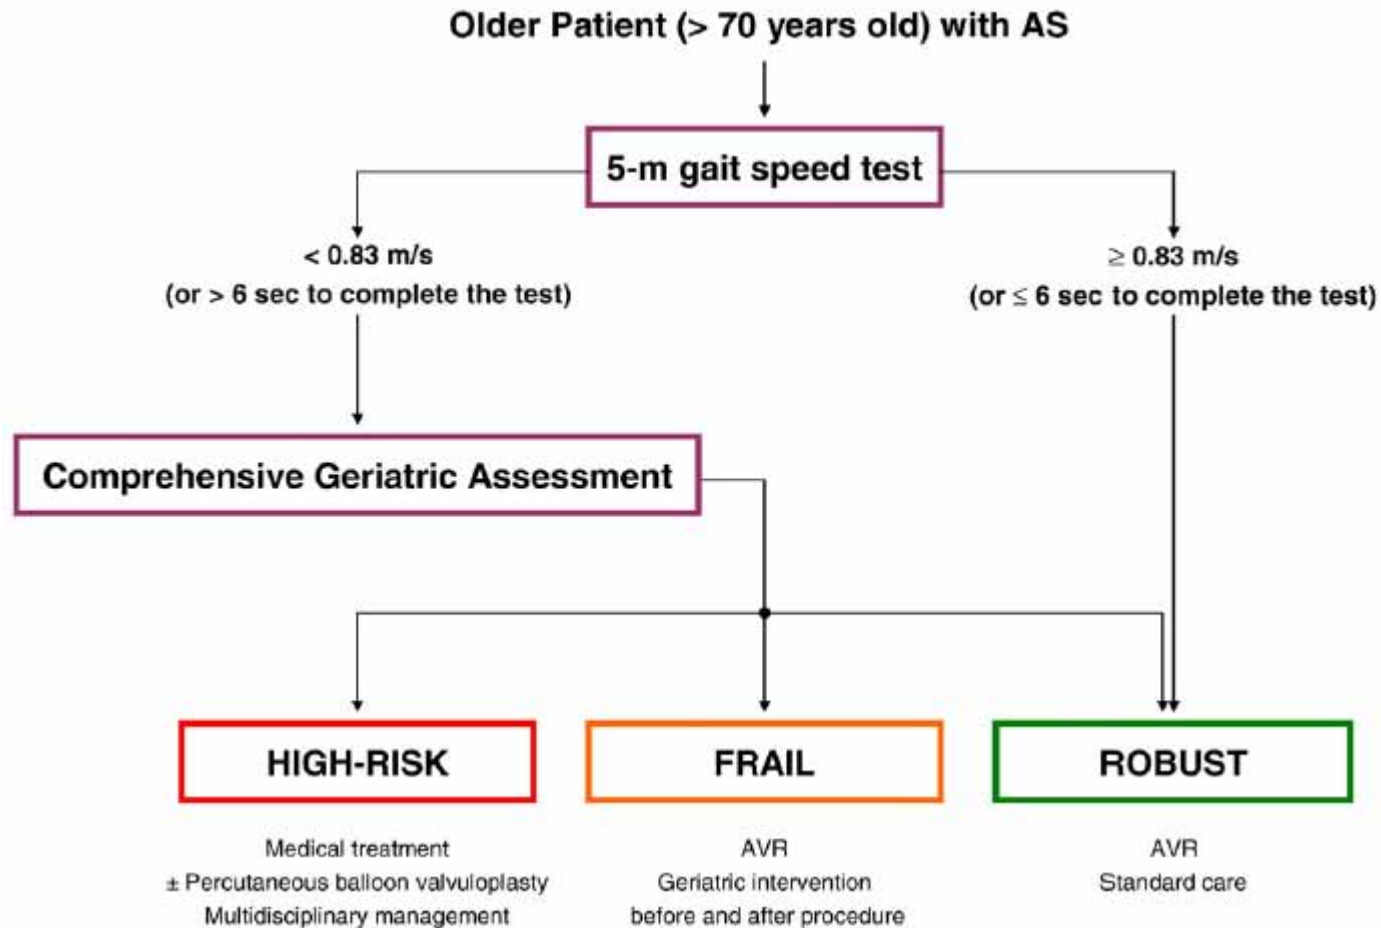 Older Patient (> 70 years old) with AS
5-m gait speed test
< 0.83 m/s
(or > 6 sec to complete the test)
≥ 0.83 m/s
(or ≤ 6 sec to complete the test)
Comprehensive Geriatric Assessment
HIGH-RISK
Medical treatment
± Percutaneous balloon valvuloplasty
Multidisciplinary management
FRAIL
AVR
Geriatric intervention
before and after procedure
ROBUST
AVR
Standard care